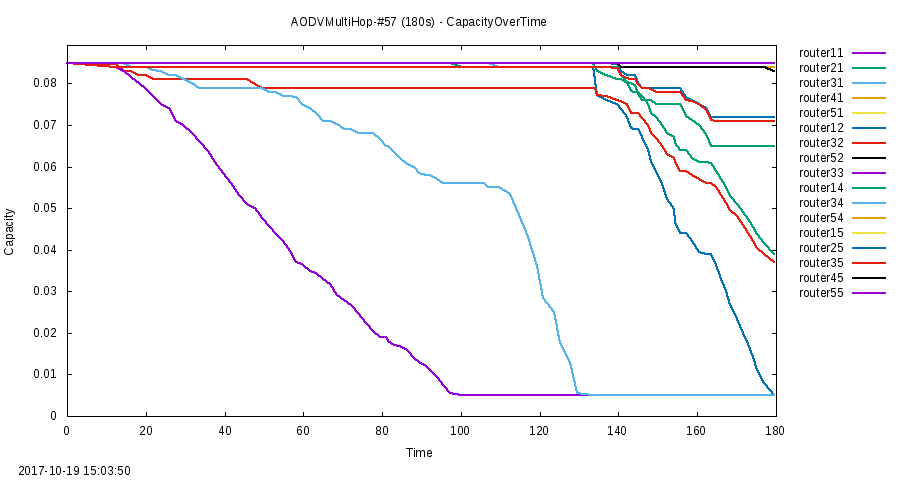 AODVMultiHop-#57 (180s) - CapacityOverTime
Capacity
0.08
0.07
0.06
0.05
0.04
0.03
0.02
0.01
0
0 20 40 60 80 100 120 140 160 180
Time
router11
router21
router31
router41
router51
router12
router32
router52
router33
router14
router34
router54
router15
router25
router35
router45
router55
2017-10-19 15:03:50